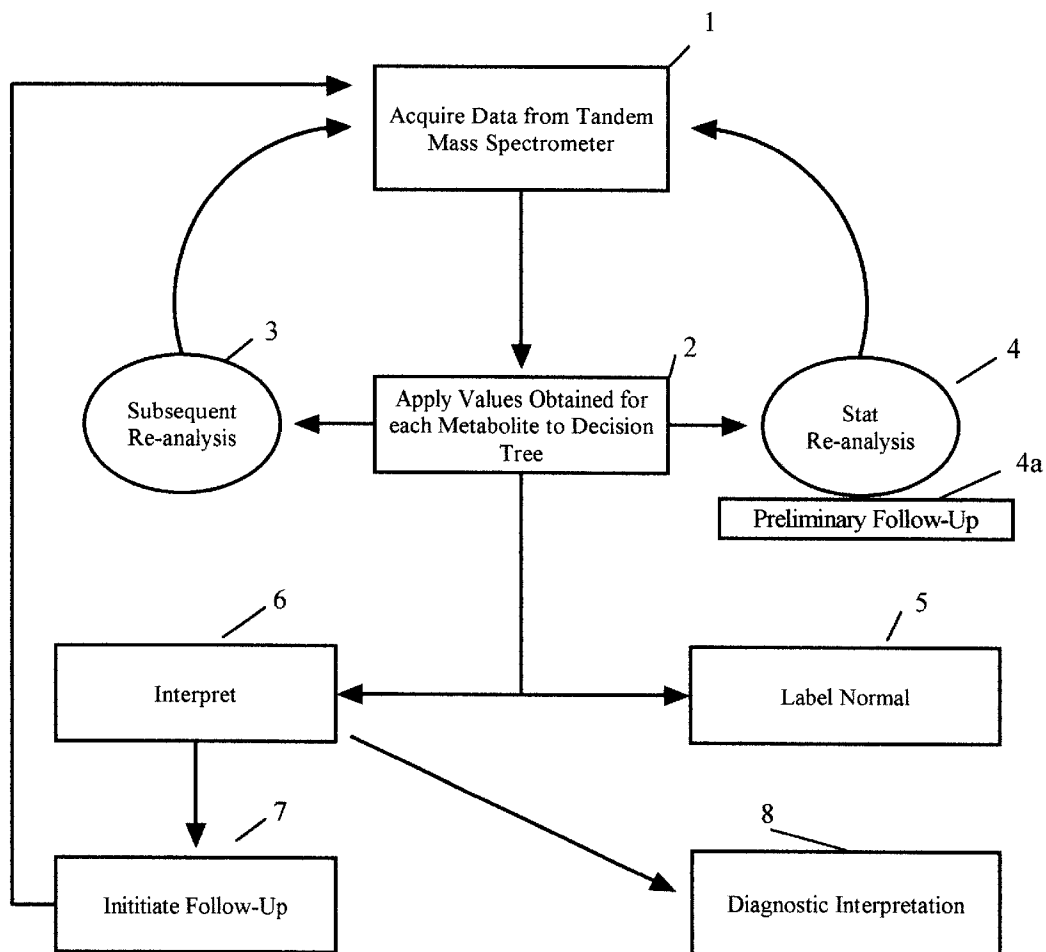 1
Acquire Data from Tandem
Mass Spectrometer
3
Subsequent
Re-analysis
2
Apply Values Obtained for
each Metabolite to Decision
Tree
4
Stat
Re-analysis
4a
Preliminary Follow-Up
6
Interpret
5
Label Normal
7
Inititiate Follow-Up
8
Diagnostic Interpretation